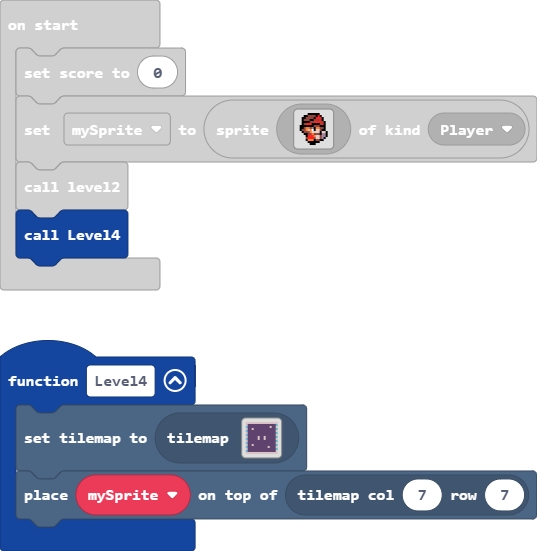 on start
set score to 0
set mySprite to sprite of kind Player
call level2
call Level4
function Level4
set tilemap to tilemap
place mySprite on top of tilemap col 7 row 7